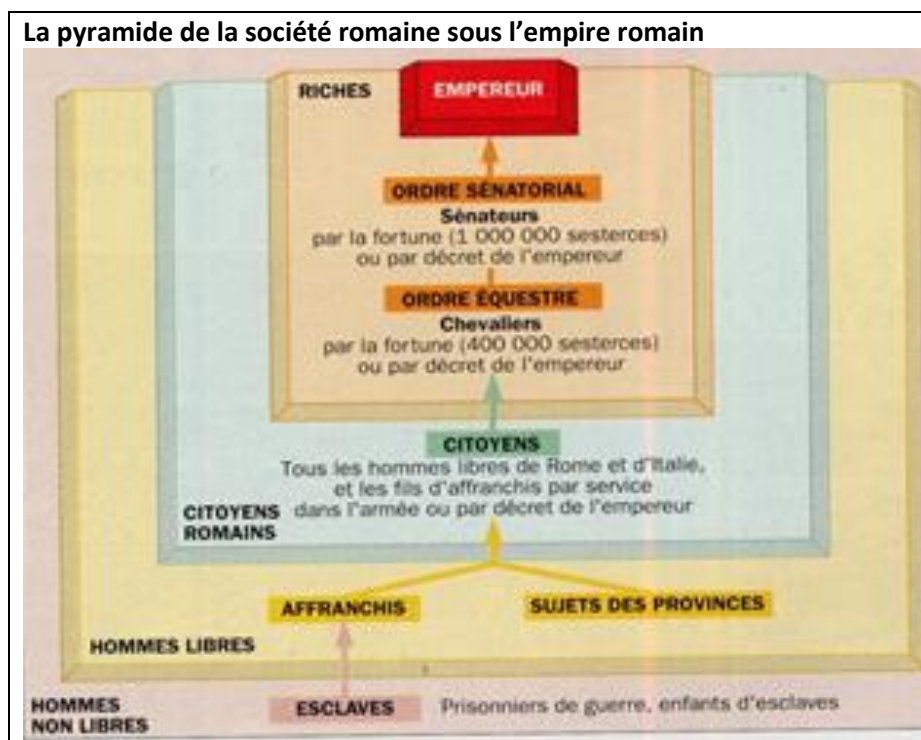 La pyramide de la société romaine sous l’empire romain
RICHES
EMPEREUR
ORDRE SÉNATORIAL
Sénateurs
par la fortune (1 000 000 sesterces)
ou par décret de l'empereur
ORDRE ÉQUESTRE
Chevaliers
par la fortune (400 000 sesterces)
ou par décret de l'empereur
CITOYENS
Tous les hommes libres de Rome et d'Italie,
et les fils d'affranchis par service
dans l'armée ou par décret de l'empereur
CITOYENS
ROMAINS
AFFRANCHIS
SUJETS DES PROVINCES
HOMMES LIBRES
HOMMES
NON LIBRES
ESCLAVES
Prisonniers de guerre, enfants d'esclaves